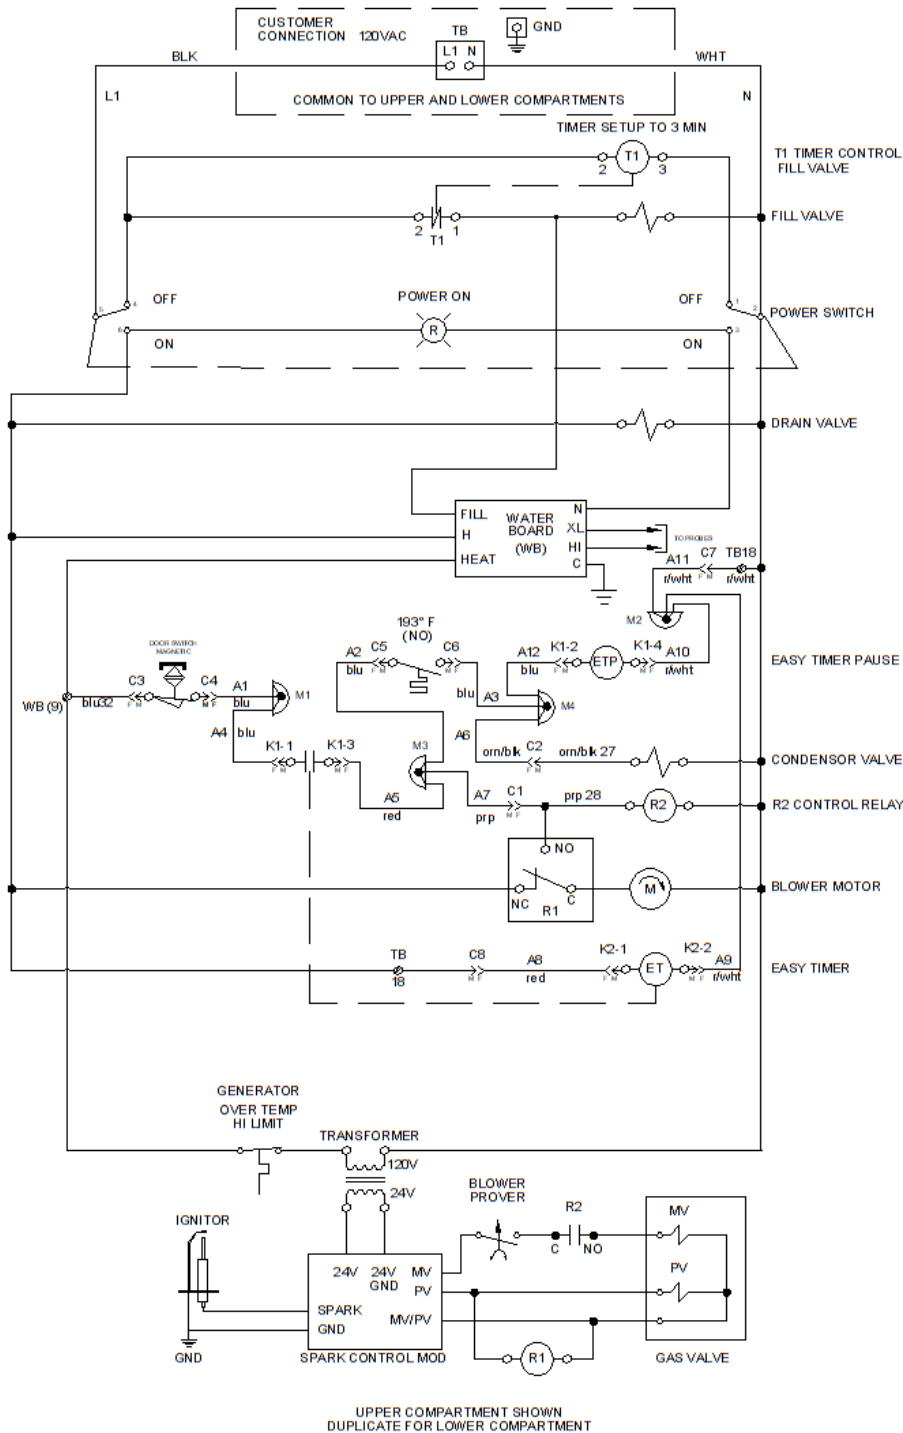 CUSTOMER
CONNECTION 120VAC
TB
GND
L1 N
BLK
WHT
L1
N
COMMON TO UPPER AND LOWER COMPARTMENTS
TIMER SETUP TO 3 MIN
2
T1
3
T1 TIMER CONTROL
FILL VALVE
2
T1
1
FILL VALVE
5
4
OFF
POWER ON
OFF
1
2
POWER SWITCH
6
ON
R
ON
3
DRAIN VALVE
FILL
H
HEAT
WATER
BOARD
(WB)
N
XL
HI
C
TO PROBES
A11
r/wht
C7
F M
TB18
r/wht
M2
DOOR SWITCH
MAGNETIC
193° F
(NO)
WB (9)
blu32
C3
F M
C4
M F
A1
blu
M1
A2
blu
C5
F M
C6
M F
blu
A3
A12
blu
K1-2
F M
ETP
K1-4
M F
A10
r/wht
EASY TIMER PAUSE
M4
A4
blu
K1-1
F M
K1-3
M F
M3
A6
orn/blk
C2
F M
orn/blk 27
CONDENSOR VALVE
A5
red
A7
prp
C1
M F
prp 28
R2
R2 CONTROL RELAY
NO
NC
C
R1
M
BLOWER MOTOR
TB
18
C8
M F
A8
red
K2-1
F M
ET
K2-2
M F
A9
r/wht
EASY TIMER
GENERATOR
OVER TEMP
HI LIMIT
TRANSFORMER
120V
24V
BLOWER
PROVER
R2
C
NO
MV
PV
IGNITOR
24V
24V
GND
MV
PV
MV/PV
SPARK
GND
GND
SPARK CONTROL MOD
R1
GAS VALVE
UPPER COMPARTMENT SHOWN
DUPLICATE FOR LOWER COMPARTMENT